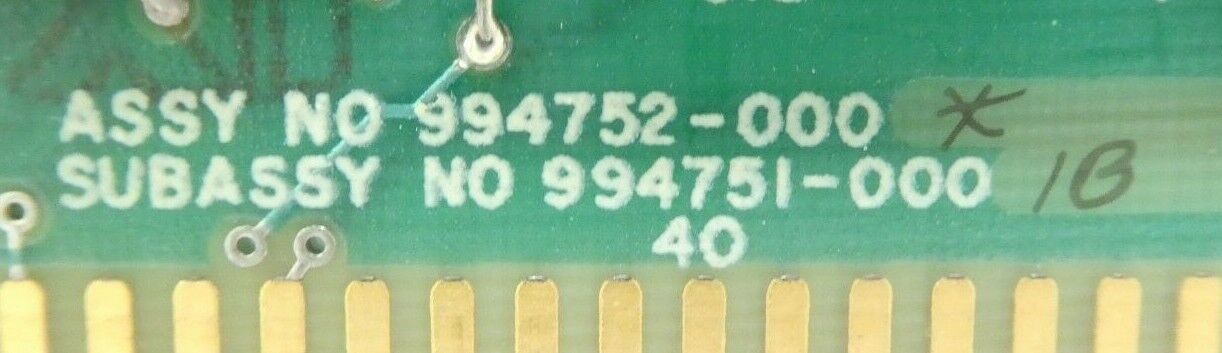 ASSY NO 994752-000 *
SUBASSY NO 994751-000 1B
40